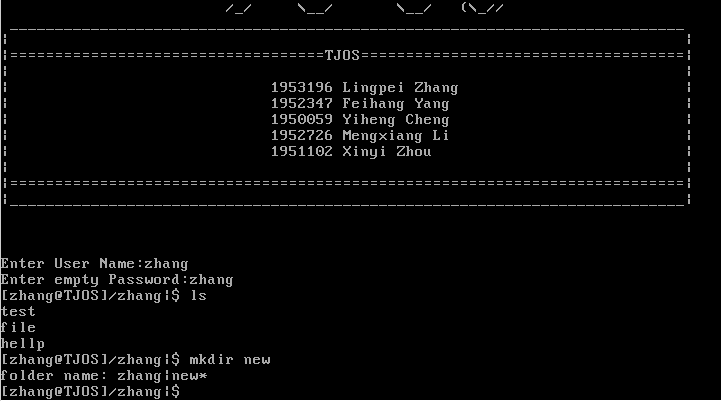 /_/ \__/ \__/ (\_//
===================================TJOS====================================
1953196 Lingpei Zhang
1952347 Feihang Yang
1950059 Yiheng Cheng
1952726 Mengxiang Li
1951102 Xinyi Zhou
Enter User Name:zhang
Enter empty Password:zhang
[zhang@TJOS]/zhang¦$ ls
test
file
hellp
[zhang@TJOS]/zhang¦$ mkdir new
folder name: zhang¦new*
[zhang@TJOS]/zhang¦$